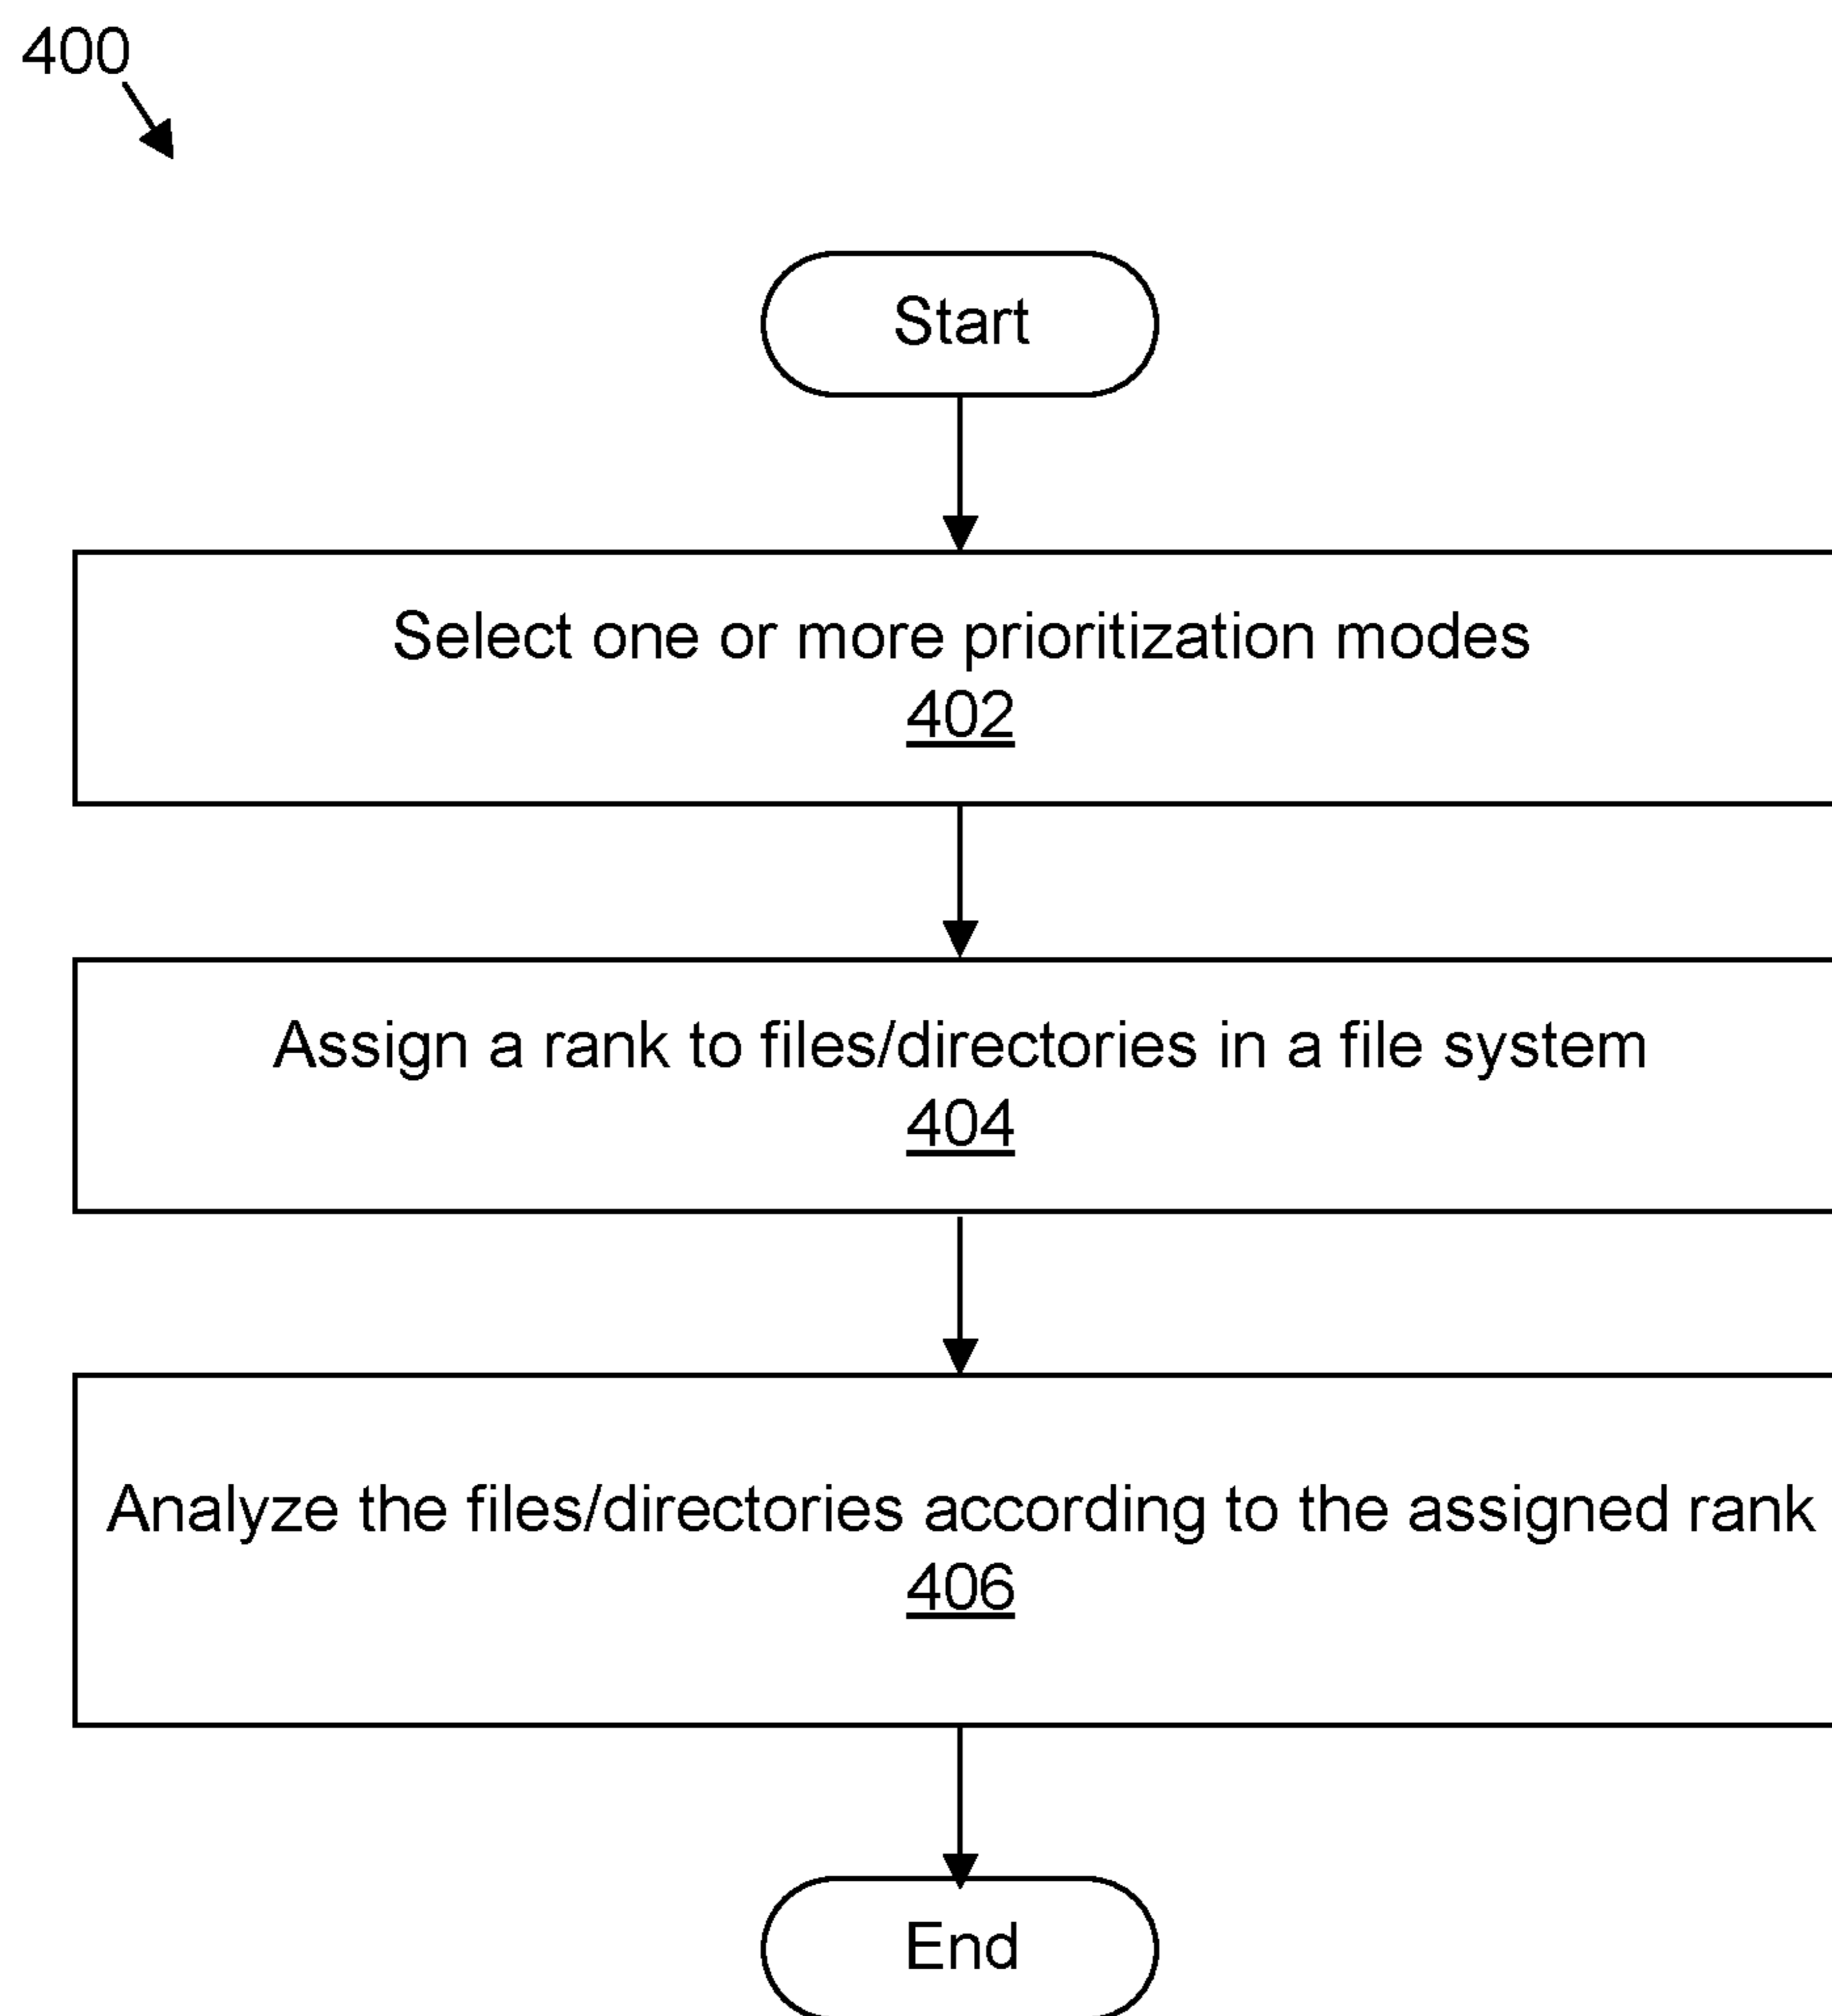 400
Start
Select one or more prioritization modes
402
Assign a rank to files/directories in a file system
404
Analyze the files/directories according to the assigned rank
406
End